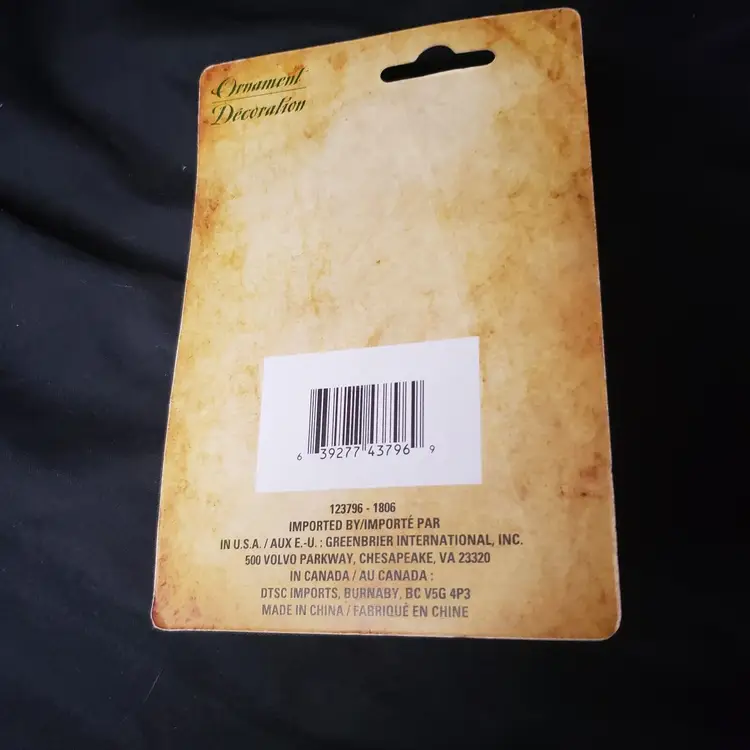 Ornament
Décoration
6 39277 43796 9
123796 - 1806
IMPORTED BY/IMPORTÉ PAR
IN U.S.A. / AUX E.-U. : GREENBRIER INTERNATIONAL, INC.
500 VOLVO PARKWAY, CHESAPEAKE, VA 23320
IN CANADA / AU CANADA :
DTSC IMPORTS, BURNABY, BC V5G 4P3
MADE IN CHINA / FABRIQUÉ EN CHINE